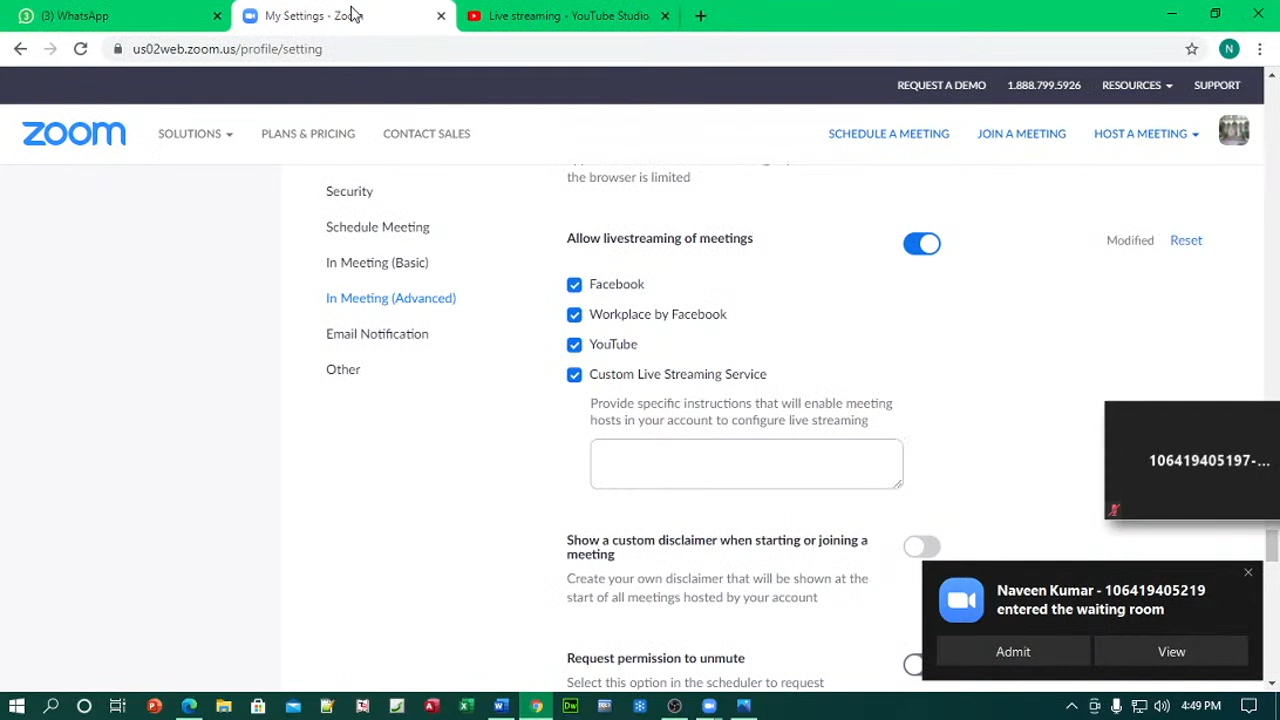 (3) WhatsApp
My Settings - Zoom
Live streaming - YouTube Studio
us02web.zoom.us/profile/setting
N
REQUEST A DEMO
1.888.799.5926
RESOURCES
SUPPORT
zoom
SOLUTIONS
PLANS & PRICING
CONTACT SALES
SCHEDULE A MEETING
JOIN A MEETING
HOST A MEETING
Security
Schedule Meeting
In Meeting (Basic)
In Meeting (Advanced)
Email Notification
Other
the browser is limited
Allow livestreaming of meetings
Modified
Reset
Facebook
Workplace by Facebook
YouTube
Custom Live Streaming Service
Provide specific instructions that will enable meeting
hosts in your account to configure live streaming
106419405197-...
Show a custom disclaimer when starting or joining a
meeting
Create your own disclaimer that will be shown at the
start of all meetings hosted by your account
Request permission to unmute
Select this option in the scheduler to request
Naveen Kumar - 106419405219
entered the waiting room
Admit
View
4:49 PM